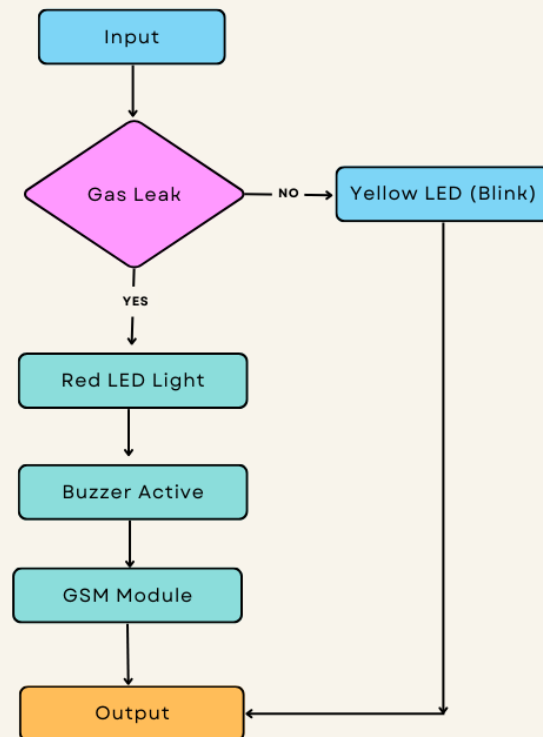 Input
Gas Leak
NO
Yellow LED (Blink)
YES
Red LED Light
Buzzer Active
GSM Module
Output